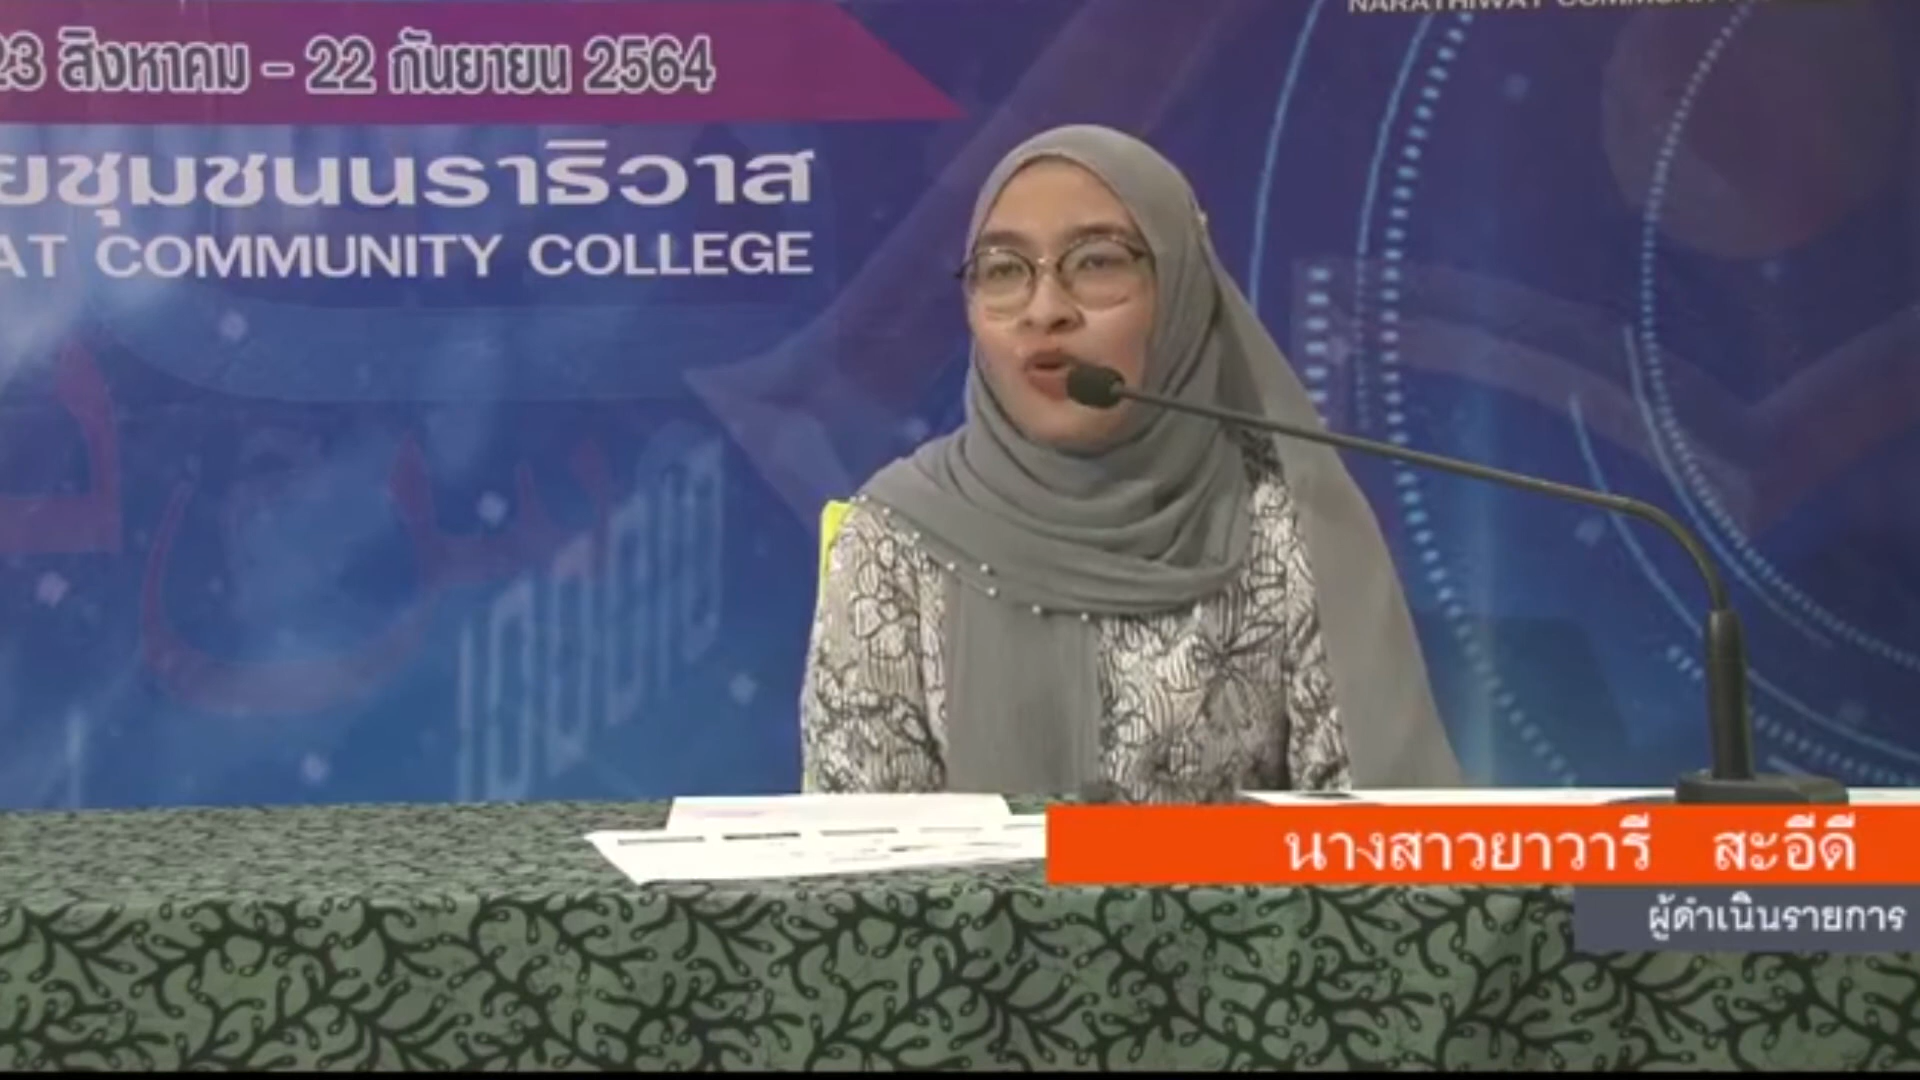 23 สิงหาคม - 22 กันยายน 2564
ยชุมชนนราธิวาส
AT COMMUNITY COLLEGE
NARATHIWAT
นางสาวยาวารี สะอีดี
ผู้ดำเนินรายการ